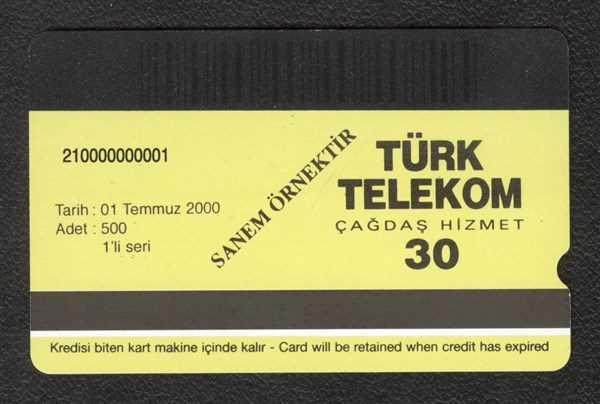 210000000001
Tarih : 01 Temmuz 2000
Adet : 500
1'li seri
SANEM ÖRNEKTİR
TÜRK
TELEKOM
ÇAĞDAŞ HİZMET
30
Kredisi biten kart makine içinde kalır - Card will be retained when credit has expired